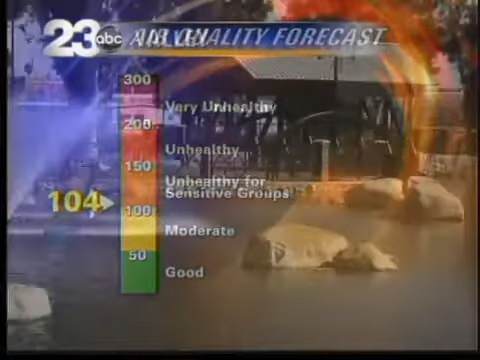 23 abc AIR QUALITY FORECAST
300
Very Unhealthy
200
Unhealthy
150
Unhealthy for
Sensitive Groups
104
100
Moderate
50
Good